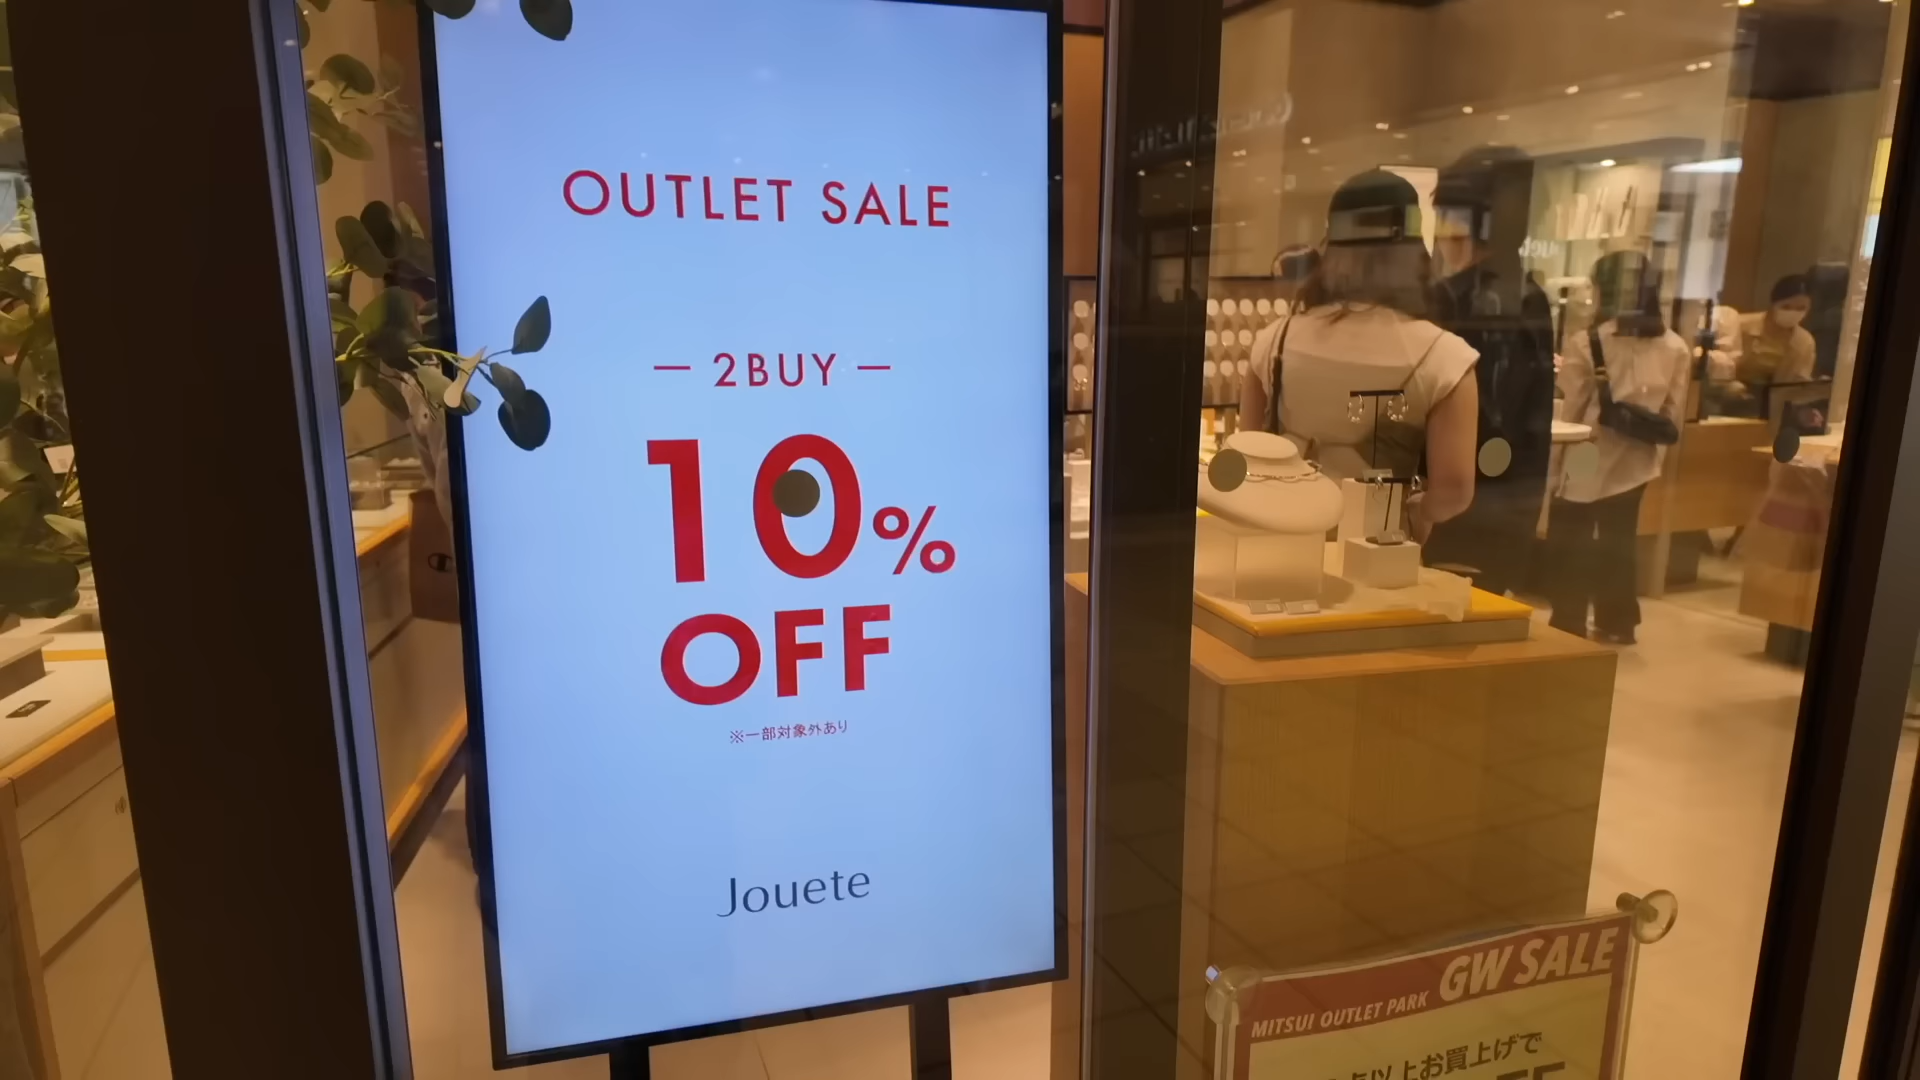 OUTLET SALE
— 2BUY —
10%
OFF
※一部対象外あり
Jouete
MITSUI OUTLET PARK GW SALE
点以上お買上げで